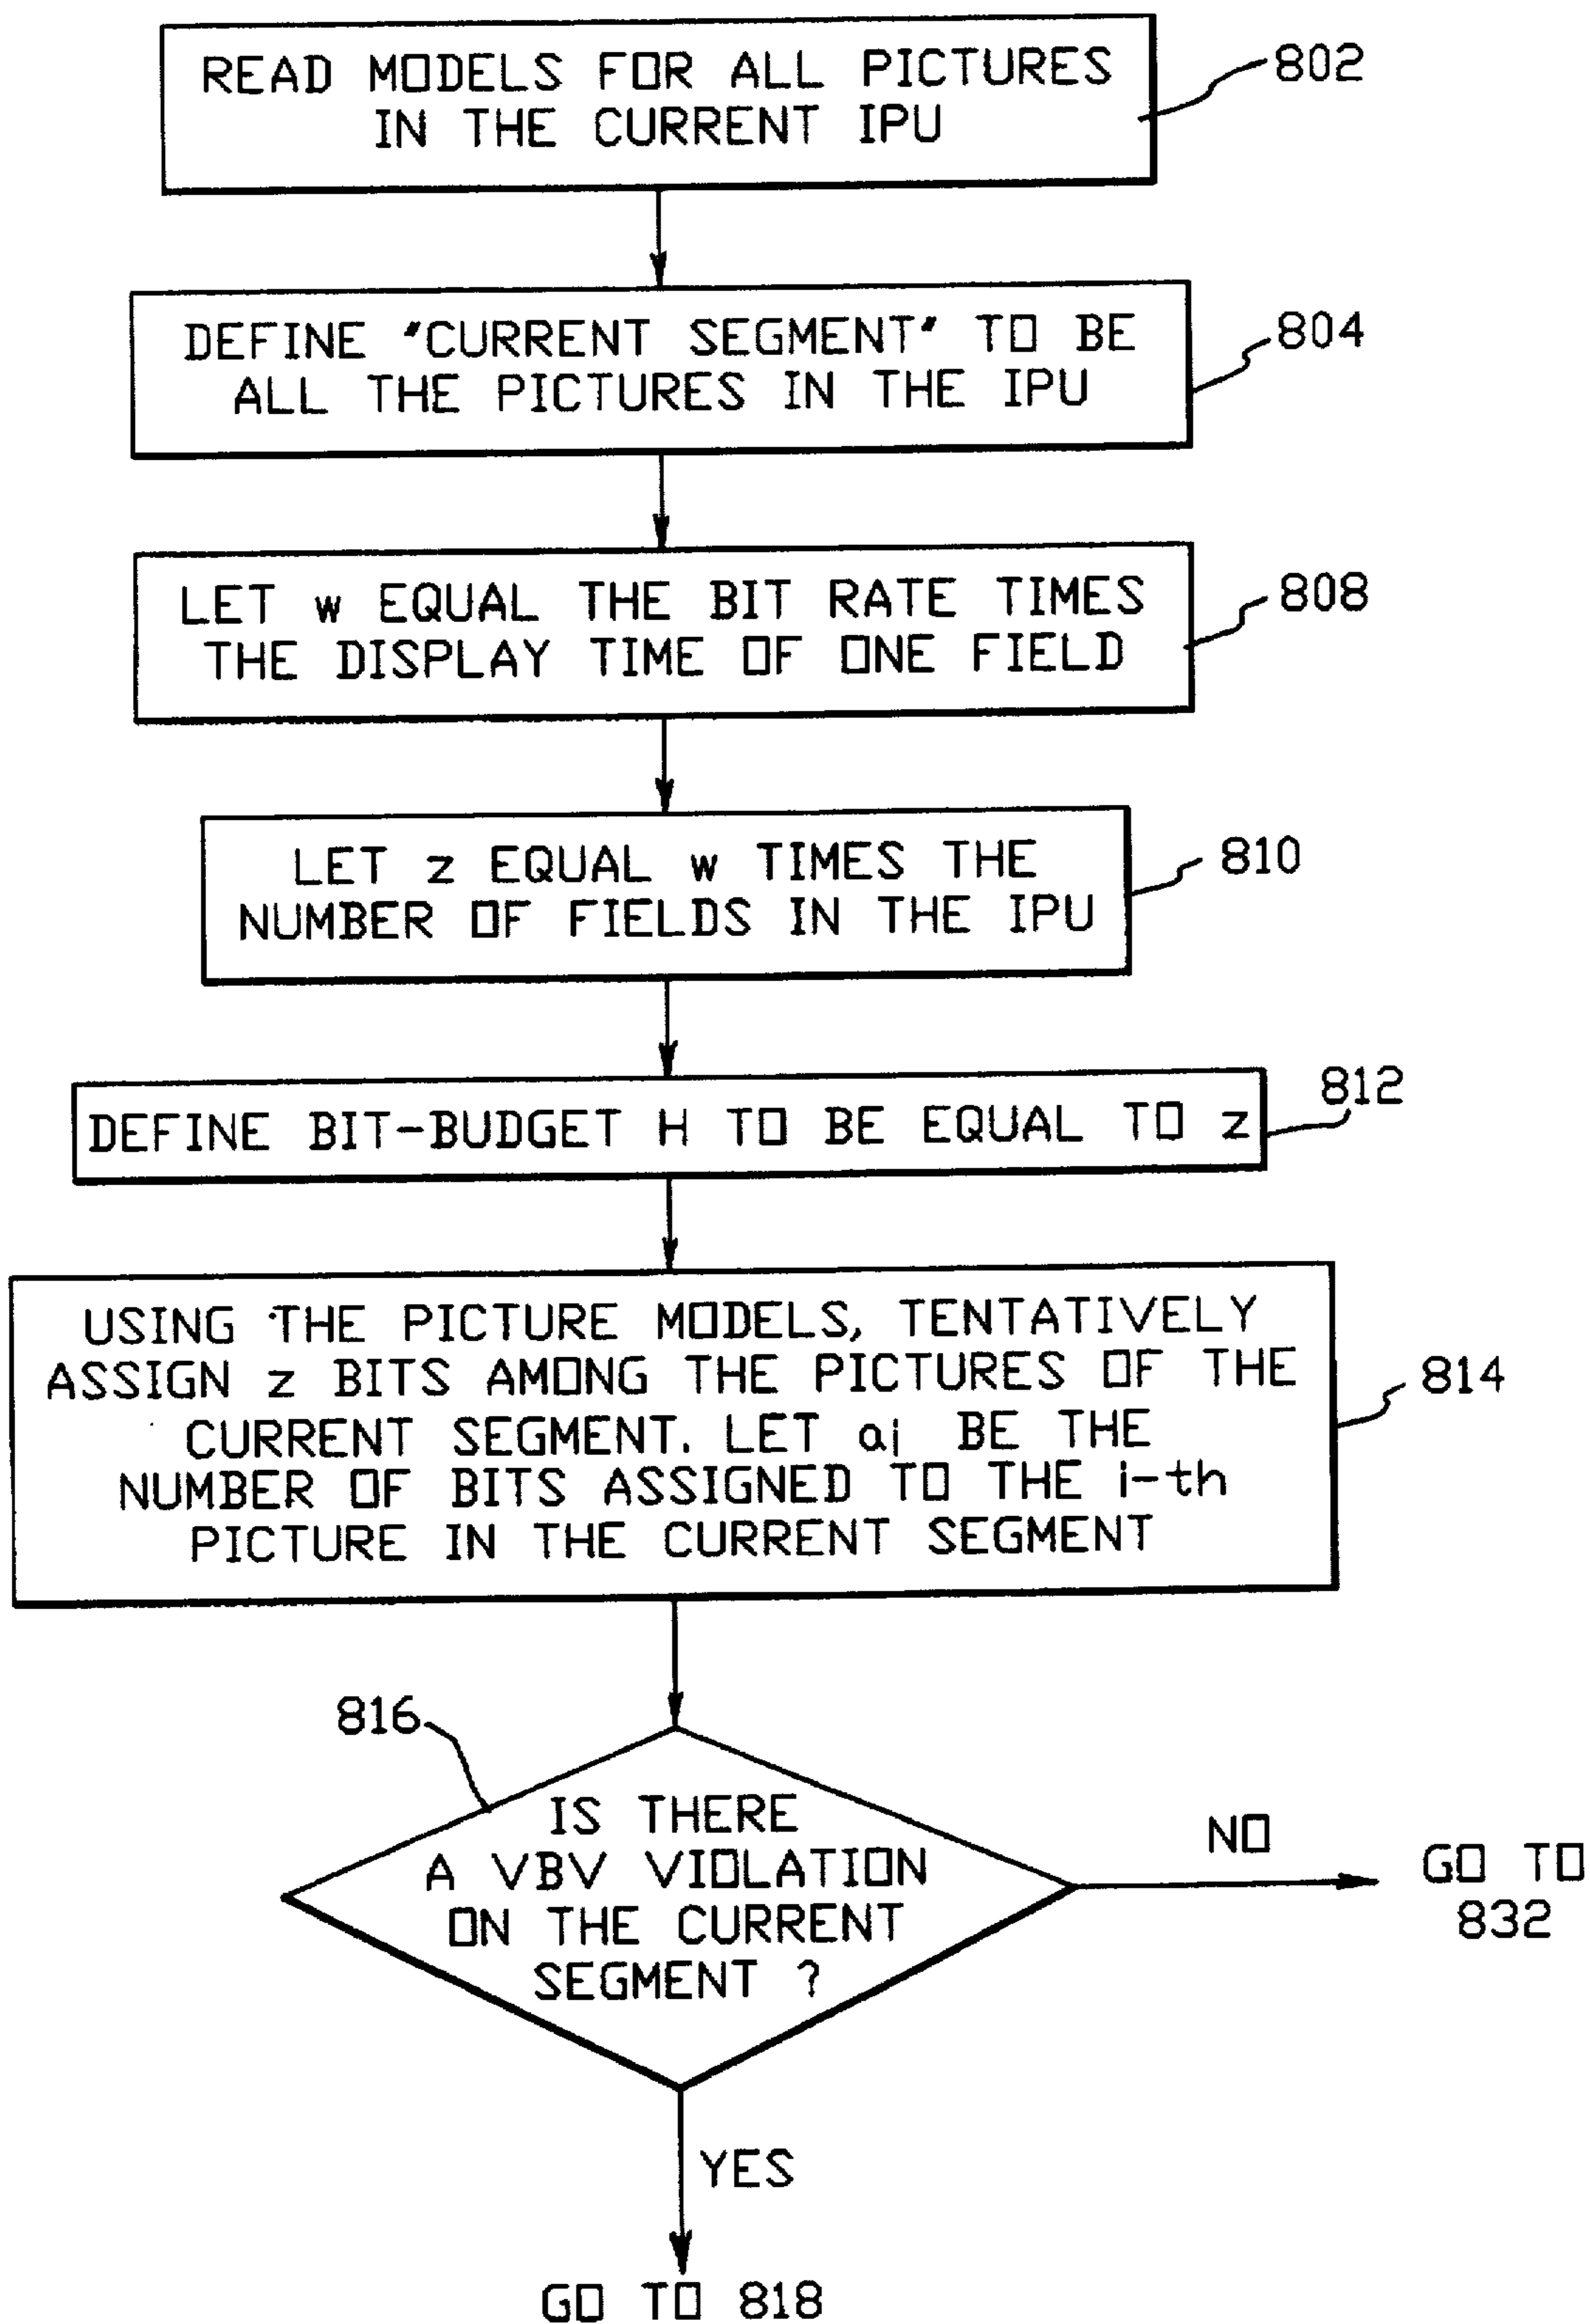 READ MODELS FOR ALL PICTURES
IN THE CURRENT IPU
802
DEFINE "CURRENT SEGMENT" TO BE
ALL THE PICTURES IN THE IPU
804
LET w EQUAL THE BIT RATE TIMES
THE DISPLAY TIME OF ONE FIELD
808
LET z EQUAL w TIMES THE
NUMBER OF FIELDS IN THE IPU
810
DEFINE BIT-BUDGET H TO BE EQUAL TO z
812
USING THE PICTURE MODELS, TENTATIVELY
ASSIGN z BITS AMONG THE PICTURES OF THE
CURRENT SEGMENT. LET ai BE THE
NUMBER OF BITS ASSIGNED TO THE i-th
PICTURE IN THE CURRENT SEGMENT
814
816
IS THERE
A VBV VIOLATION
ON THE CURRENT
SEGMENT ?
NO
GO TO
832
YES
GO TO 818